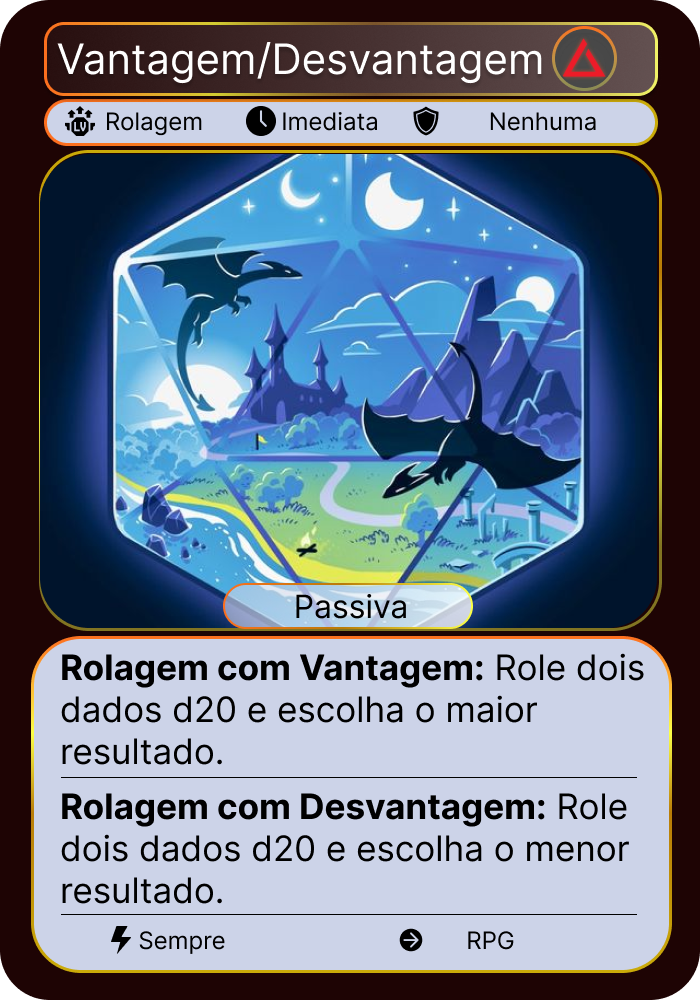 Vantagem/Desvantagem
LV Rolagem Imediata Nenhuma
Passiva
Rolagem com Vantagem: Role dois
dados d20 e escolha o maior
resultado.
Rolagem com Desvantagem: Role
dois dados d20 e escolha o menor
resultado.
Sempre RPG